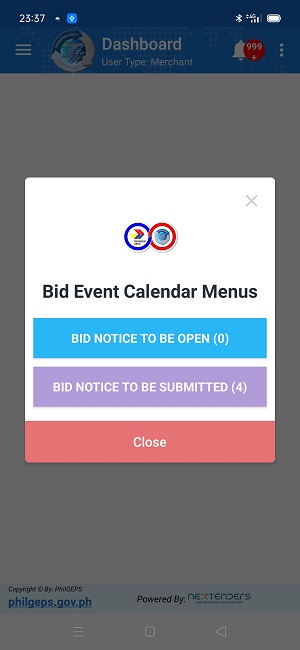 23:37
Dashboard
User Type: Merchant
999
+
Bid Event Calendar Menus
BID NOTICE TO BE OPEN (0)
BID NOTICE TO BE SUBMITTED (4)
Close
Copyright © By: PhilGEPS
philgeps.gov.ph
Powered By: NEXTENDERS